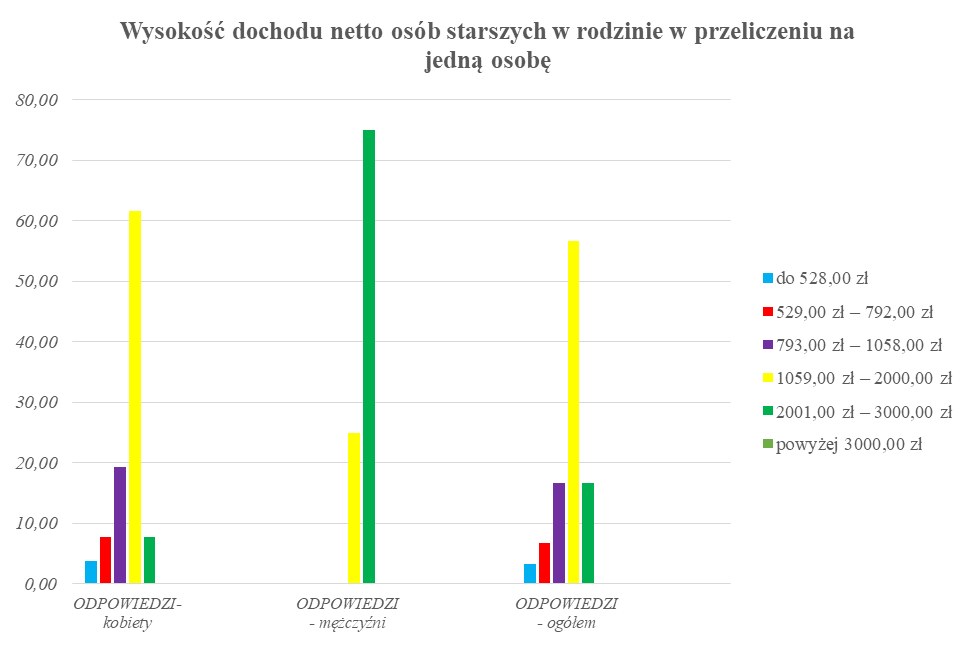 Wysokość dochodu netto osób starszych w rodzinie w przeliczeniu na
jedną osobę
80,00
70,00
60,00
50,00
40,00
30,00
20,00
10,00
0,00
ODPOWIEDZI-
kobiety
ODPOWIEDZI
- mężczyźni
ODPOWIEDZI
- ogółem
do 528,00 zł
529,00 zł – 792,00 zł
793,00 zł – 1058,00 zł
1059,00 zł – 2000,00 zł
2001,00 zł – 3000,00 zł
powyżej 3000,00 zł